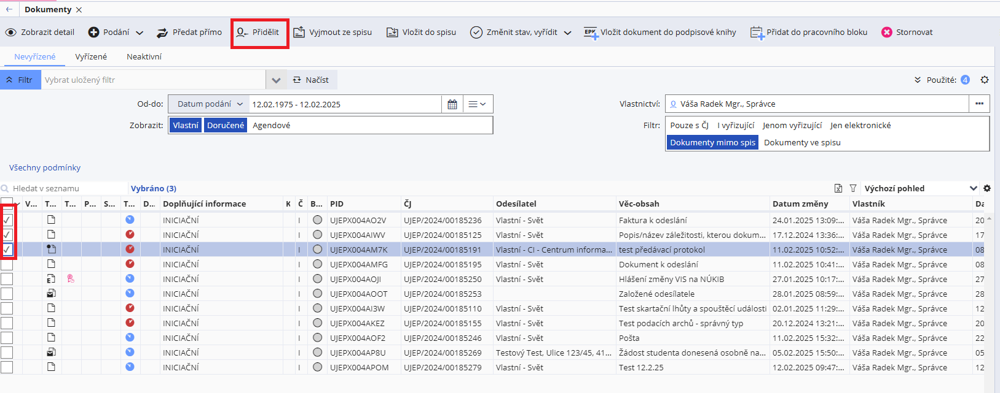 Dokumenty
Zobrazit detail Podání Předat přímo Přidělit Vyjmout ze spisu Vložit do spisu Změnit stav, vyřídit EPK Vložit dokument do podpisové knihy Přidat do pracovního bloku Stornovat
Nevyřízené Vyřízené Neaktivní
Filtr Vybrat uložený filtr Načíst Použité: 4
Od-do: Datum podání 12.02.1975 - 12.02.2025 Vlastnictví: Váša Radek Mgr., Správce
Zobrazit: Vlastní Doručené Agendové Filtr: Pouze s ČJ I vyřizující Jenom vyřizující Jen elektronické
Dokumenty mimo spis Dokumenty ve spisu
Všechny podmínky
Hledat v seznamu Vybráno (3) Výchozí pohled
V... T... T... P... S... T... D... Doplňující informace K Č B... PID ČJ Odesílatel Věc-obsah Datum změny Vlastník Da
INICIAČNÍ I UJEPX004AO2V UJEP/2024/00185236 Vlastní - Svět Faktura k odeslání 24.01.2025 13:09:... Váša Radek Mgr., Správce 20
INICIAČNÍ I UJEPX004AIWV UJEP/2024/00185125 Vlastní - Svět Popis/název záležitosti, kterou dokum... 17.12.2024 13:36:... Váša Radek Mgr., Správce 17
INICIAČNÍ I UJEPX004AM7K UJEP/2024/00185191 Vlastní - CI - Centrum informa... test předávací protokol 11.02.2025 10:52:... Váša Radek Mgr., Správce 08
INICIAČNÍ I UJEPX004AMFG UJEP/2024/00185195 Vlastní - Svět Dokument k odeslání 11.02.2025 10:41:... Váša Radek Mgr., Správce 08
E INICIAČNÍ I UJEPX004AOJI UJEP/2024/00185250 Vlastní - Svět Hlášení změny VIS na NÚKIB 27.01.2025 10:17:... Váša Radek Mgr., Správce 27
INICIAČNÍ I UJEPX004AOOT UJEP/2024/00185253 Založené odesílatele 28.01.2025 08:59:... Váša Radek Mgr., Správce 28
INICIAČNÍ I UJEPX004AI3W UJEP/2024/00185110 Vlastní - Svět Test skartační lhůty a spouštěcí události 02.01.2025 11:29:... Váša Radek Mgr., Správce 12
INICIAČNÍ I UJEPX004AKEZ UJEP/2024/00185155 Vlastní - Svět Test podacích archů - správný typ 20.12.2024 13:21:... Váša Radek Mgr., Správce 20
INICIAČNÍ I UJEPX004AOF2 UJEP/2024/00185246 Vlastní - Svět Pošta 11.02.2025 15:32:... Váša Radek Mgr., Správce 22
INICIAČNÍ I UJEPX004AP8U UJEP/2024/00185269 Testový Test, Ulice 123/45, 41... Žádost studenta donesená osobně na... 05.02.2025 15:50:... Váša Radek Mgr., Správce 05
INICIAČNÍ I UJEPX004APOM UJEP/2024/00185279 Vlastní - Svět Test 12.2.25 12.02.2025 09:47:... Váša Radek Mgr., Správce 12